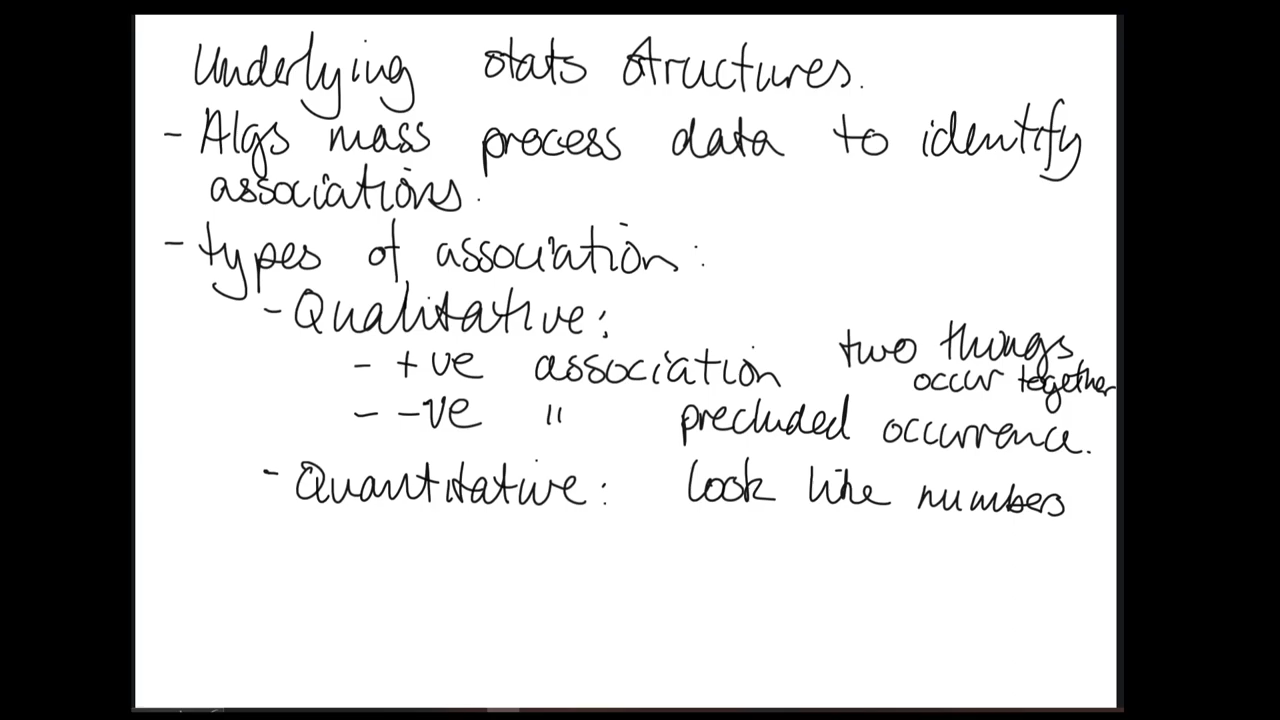 Underlying stats structures.
- Algs mass process data to identify
associations.
- types of association:
- Qualitative:
- +ve association two things
occur together
- -ve " precluded occurrence.
- Quantitative: look like numbers